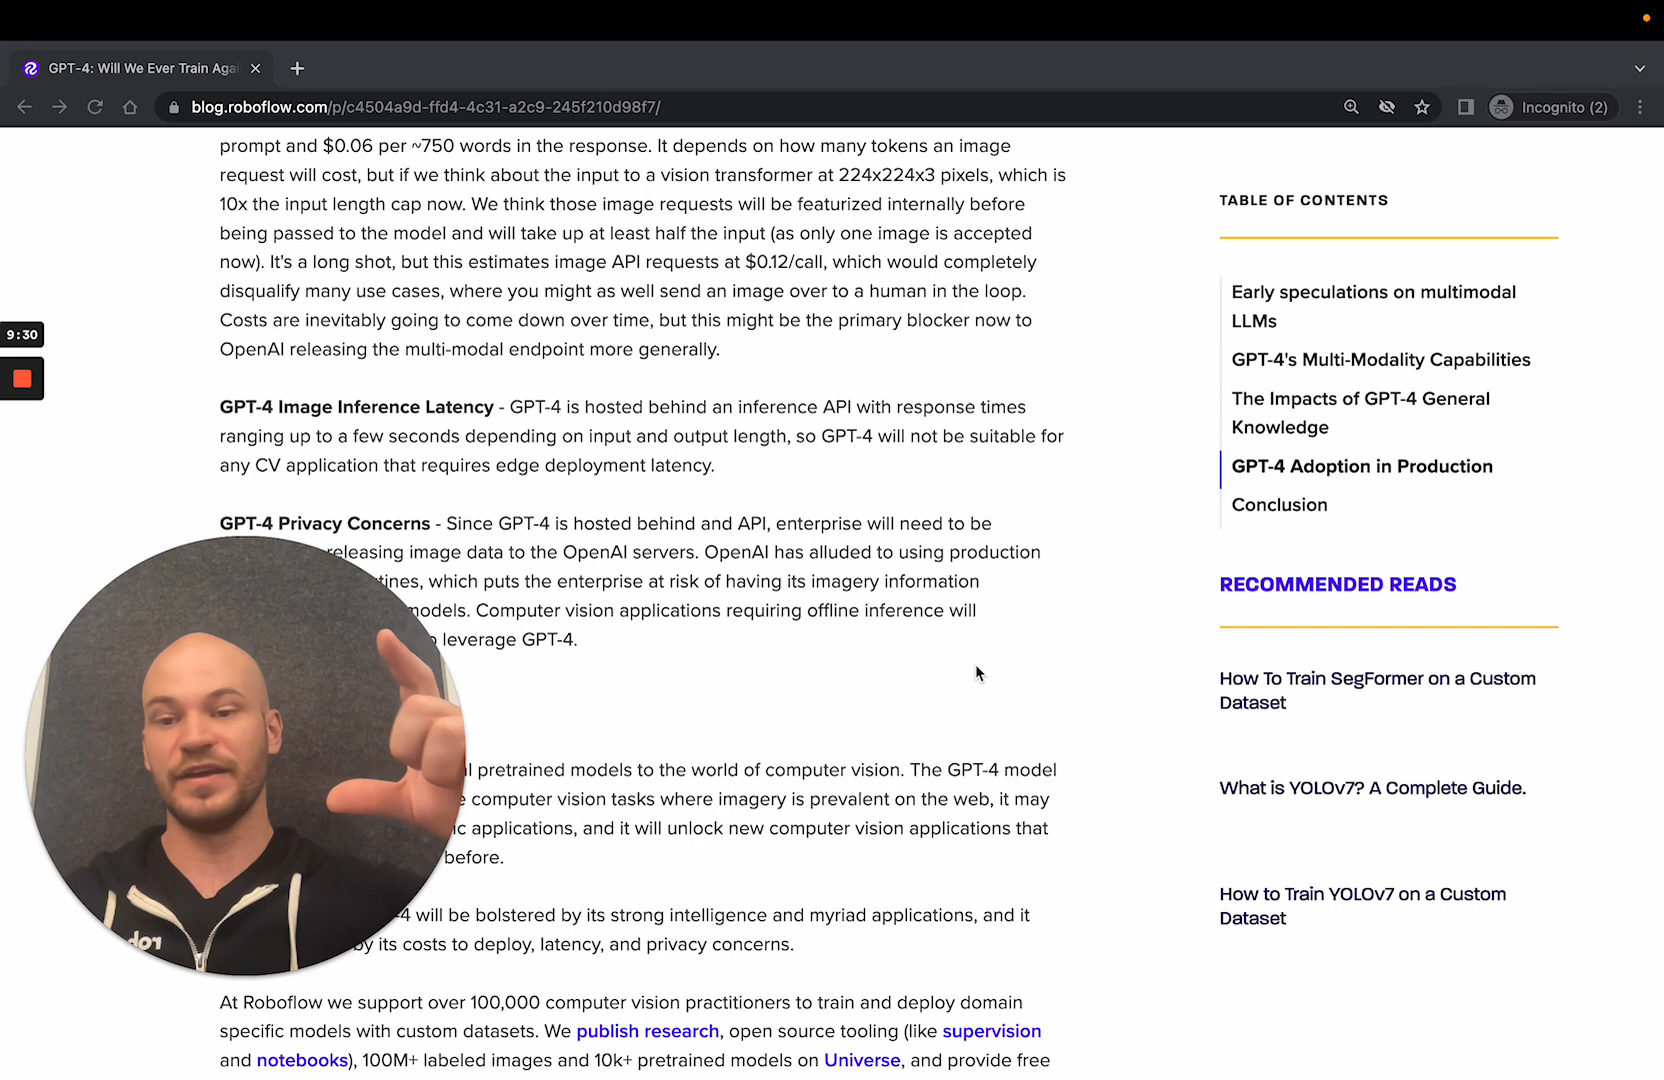 GPT-4: Will We Ever Train Agai
blog.roboflow.com/p/c4504a9d-ffd4-4c31-a2c9-245f210d98f7/
Incognito (2)
prompt and $0.06 per ~750 words in the response. It depends on how many tokens an image
request will cost, but if we think about the input to a vision transformer at 224x224x3 pixels, which is
10x the input length cap now. We think those image requests will be featurized internally before
being passed to the model and will take up at least half the input (as only one image is accepted
now). It's a long shot, but this estimates image API requests at $0.12/call, which would completely
disqualify many use cases, where you might as well send an image over to a human in the loop.
Costs are inevitably going to come down over time, but this might be the primary blocker now to
OpenAI releasing the multi-modal endpoint more generally.
9:30
GPT-4 Image Inference Latency - GPT-4 is hosted behind an inference API with response times
ranging up to a few seconds depending on input and output length, so GPT-4 will not be suitable for
any CV application that requires edge deployment latency.
GPT-4 Privacy Concerns - Since GPT-4 is hosted behind and API, enterprise will need to be
releasing image data to the OpenAI servers. OpenAI has alluded to using production
tines, which puts the enterprise at risk of having its imagery information
models. Computer vision applications requiring offline inference will
leverage GPT-4.
l pretrained models to the world of computer vision. The GPT-4 model
computer vision tasks where imagery is prevalent on the web, it may
ic applications, and it will unlock new computer vision applications that
before.
-4 will be bolstered by its strong intelligence and myriad applications, and it
by its costs to deploy, latency, and privacy concerns.
At Roboflow we support over 100,000 computer vision practitioners to train and deploy domain
specific models with custom datasets. We publish research, open source tooling (like supervision
and notebooks), 100M+ labeled images and 10k+ pretrained models on Universe, and provide free
TABLE OF CONTENTS
Early speculations on multimodal
LLMs
GPT-4's Multi-Modality Capabilities
The Impacts of GPT-4 General
Knowledge
GPT-4 Adoption in Production
Conclusion
RECOMMENDED READS
How To Train SegFormer on a Custom
Dataset
What is YOLOv7? A Complete Guide.
How to Train YOLOv7 on a Custom
Dataset